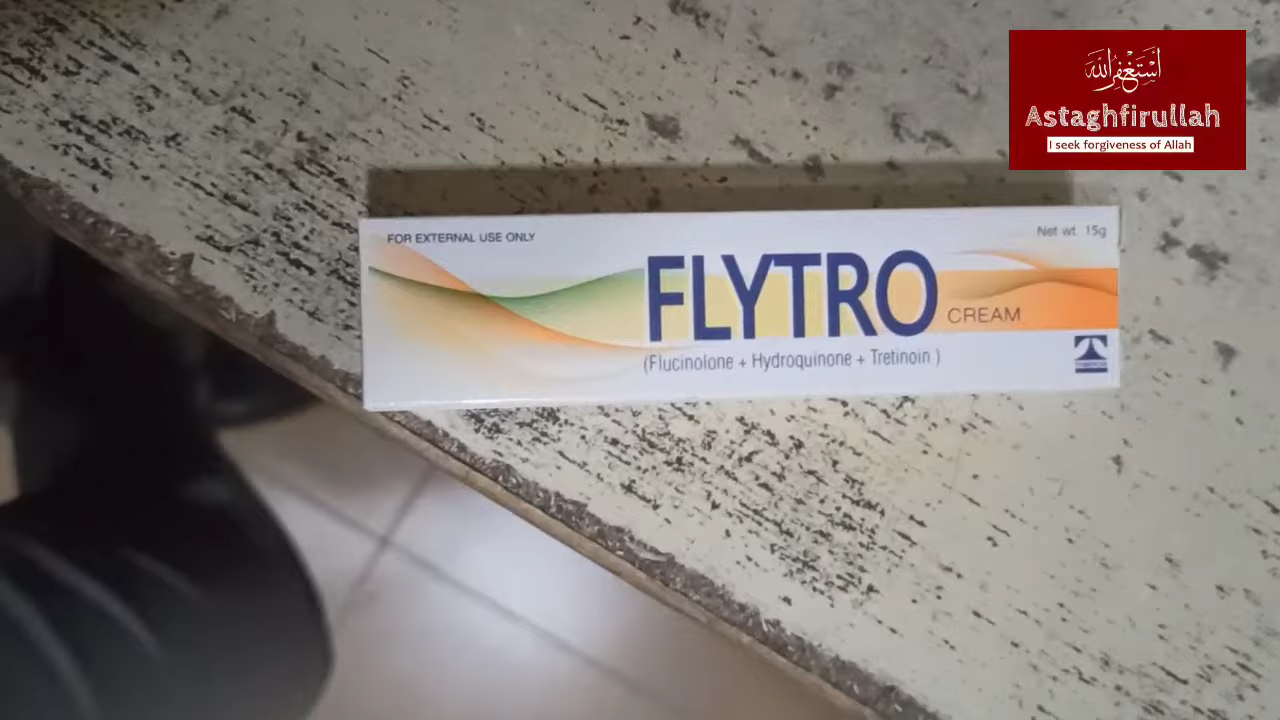 أستغفر الله
Astaghfirullah
I seek forgiveness of Allah
FOR EXTERNAL USE ONLY
Net wt. 15g
FLYTRO
CREAM
(Flucinolone + Hydroquinone + Tretinoin )